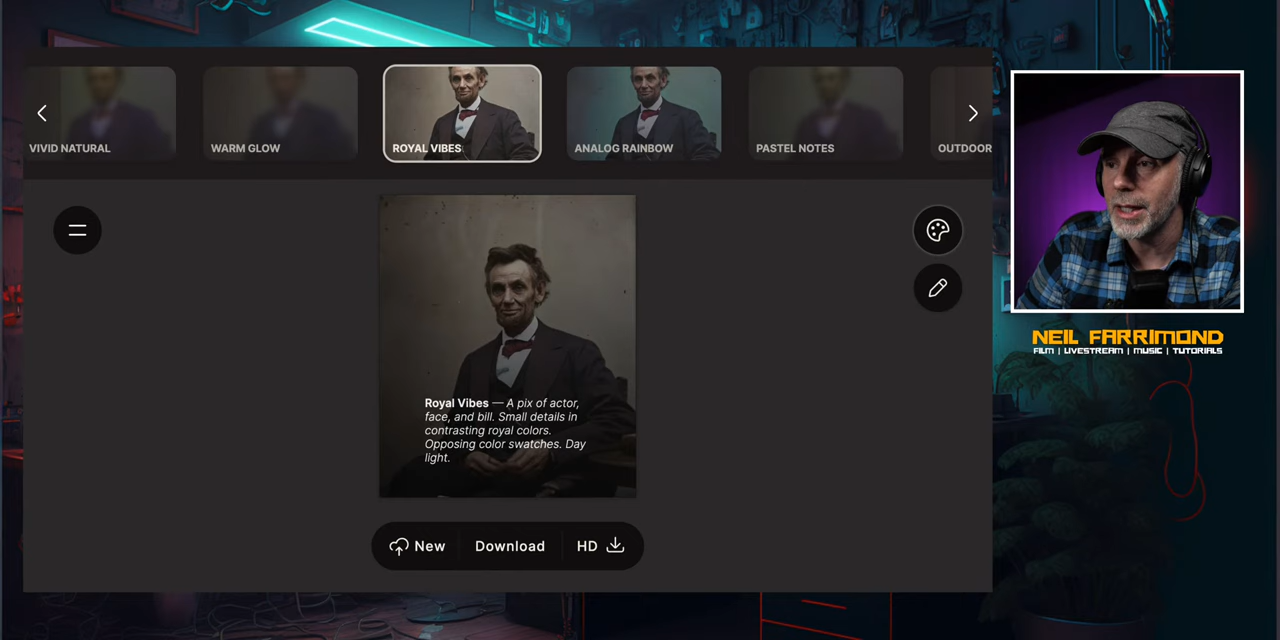 VIVID NATURAL
WARM GLOW
ROYAL VIBES
ANALOG RAINBOW
PASTEL NOTES
OUTDOOR
NEIL FARRIMOND
FILM | LIVESTREAM | MUSIC | TUTORIALS
Royal Vibes — A pix of actor,
face, and bill. Small details in
contrasting royal colors.
Opposing color swatches. Day
light.
New
Download
HD